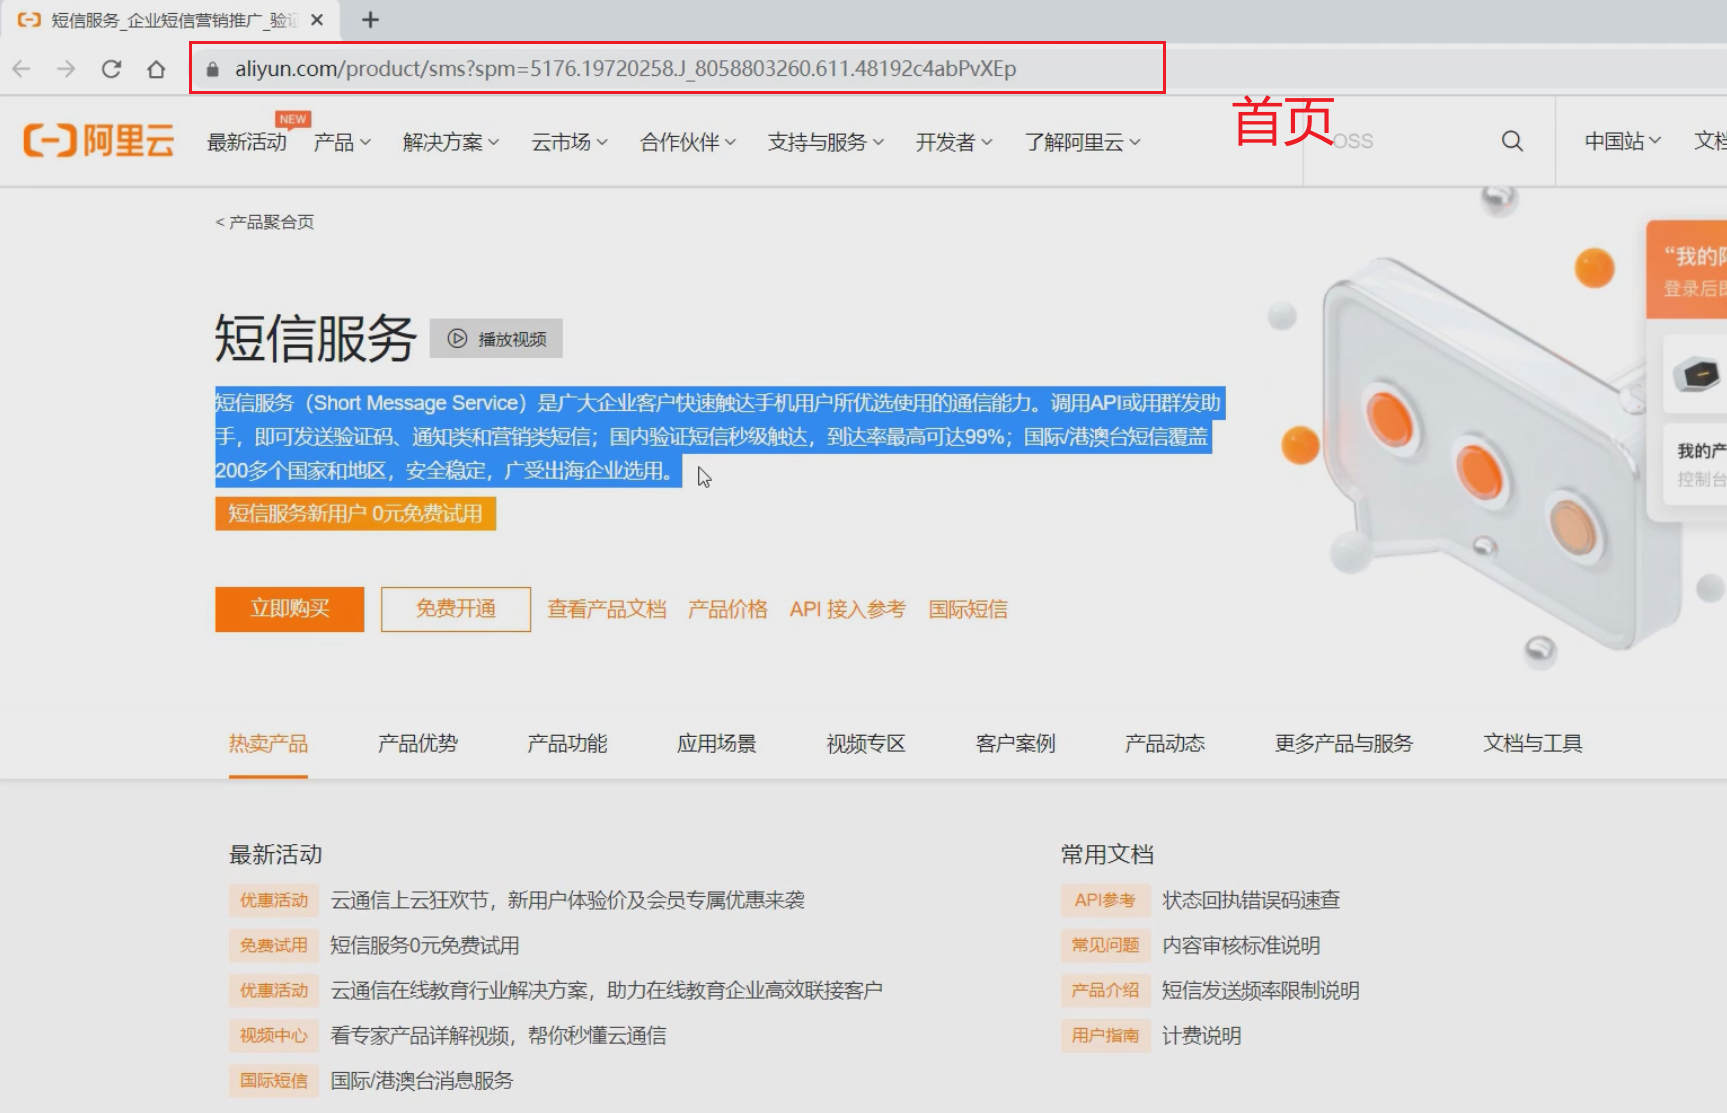 短信服务_企业短信营销推广_验证
aliyun.com/product/sms?spm=5176.19720258.J_8058803260.611.48192c4abPvXEp
首页
阿里云
最新活动 NEW 产品 解决方案 云市场 合作伙伴 支持与服务 开发者 了解阿里云 OSS 中国站 文档
< 产品聚合页
“我的阿
登录后即
短信服务 播放视频
短信服务（Short Message Service）是广大企业客户快速触达手机用户所优选使用的通信能力。调用API或用群发助
手，即可发送验证码、通知类和营销类短信；国内验证短信秒级触达，到达率最高可达99%；国际/港澳台短信覆盖
200多个国家和地区，安全稳定，广受出海企业选用。
我的产
控制台
短信服务新用户 0元免费试用
立即购买 免费开通 查看产品文档 产品价格 API 接入参考 国际短信
热卖产品 产品优势 产品功能 应用场景 视频专区 客户案例 产品动态 更多产品与服务 文档与工具
最新活动
优惠活动 云通信上云狂欢节，新用户体验价及会员专属优惠来袭
免费试用 短信服务0元免费试用
优惠活动 云通信在线教育行业解决方案，助力在线教育企业高效联接客户
视频中心 看专家产品详解视频，帮你秒懂云通信
国际短信 国际/港澳台消息服务
常用文档
API参考 状态回执错误码速查
常见问题 内容审核标准说明
产品介绍 短信发送频率限制说明
用户指南 计费说明